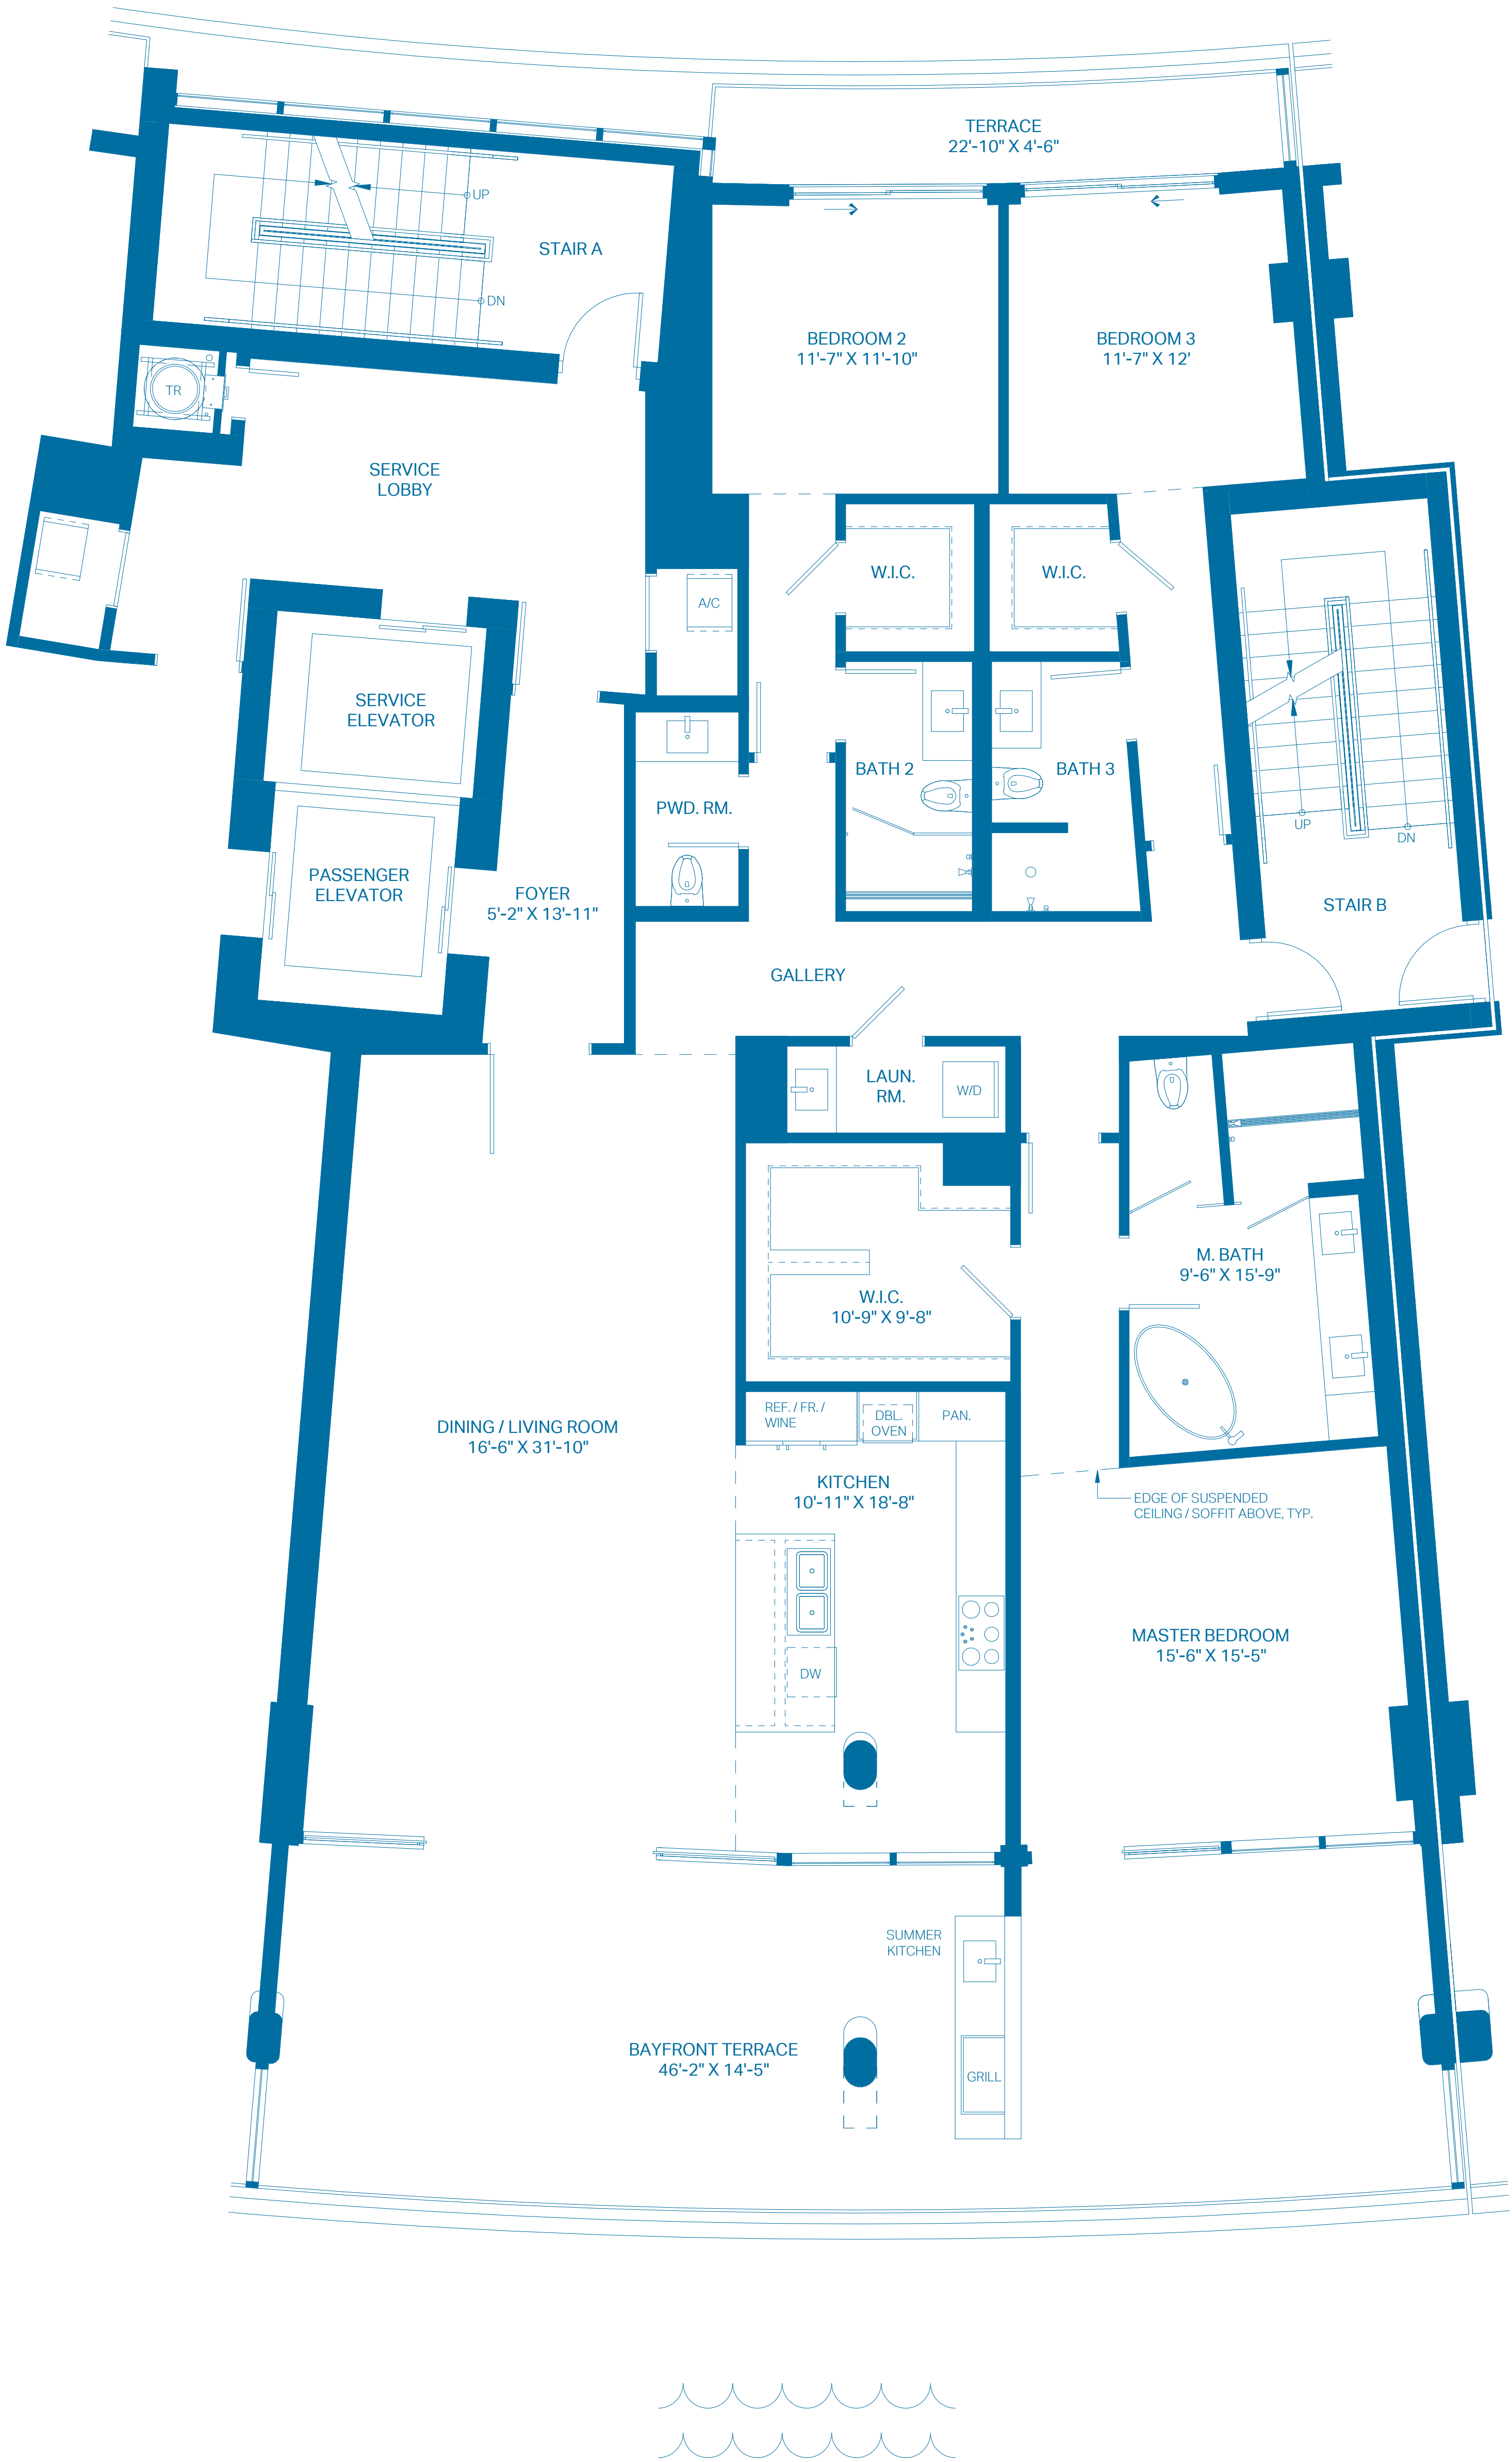 TERRACE
22'-10" X 4'-6"
UP
STAIR A
DN
BEDROOM 2
11'-7" X 11'-10"
BEDROOM 3
11'-7" X 12'
TR
SERVICE
LOBBY
W.I.C.
W.I.C.
A/C
SERVICE
ELEVATOR
BATH 2
BATH 3
PWD. RM.
UP
DN
PASSENGER
ELEVATOR
FOYER
5'-2" X 13'-11"
STAIR B
GALLERY
LAUN.
RM.
W/D
M. BATH
9'-6" X 15'-9"
W.I.C.
10'-9" X 9'-8"
REF. / FR. /
WINE
DBL.
OVEN
PAN.
DINING / LIVING ROOM
16'-6" X 31'-10"
KITCHEN
10'-11" X 18'-8"
EDGE OF SUSPENDED
CEILING / SOFFIT ABOVE, TYP.
MASTER BEDROOM
15'-6" X 15'-5"
DW
SUMMER
KITCHEN
BAYFRONT TERRACE
46'-2" X 14'-5"
GRILL